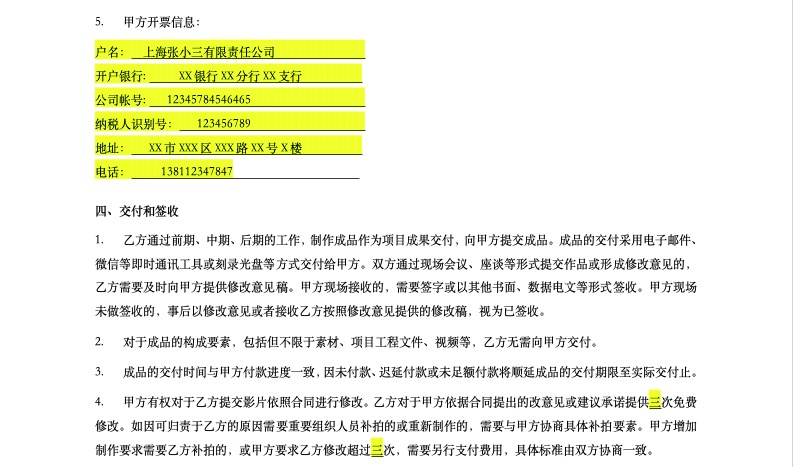 5. 甲方开票信息：
户名： 上海张小三有限责任公司
开户银行: XX 银行 XX 分行 XX 支行
公司帐号: 12345784546465
纳税人识别号： 123456789
地址： XX 市 XXX 区 XXX 路 XX 号 X 楼
电话： 138112347847
四、交付和签收
1. 乙方通过前期、中期、后期的工作，制作成品作为项目成果交付，向甲方提交成品。成品的交付采用电子邮件、
微信等即时通讯工具或刻录光盘等方式交付给甲方。双方通过现场会议、座谈等形式提交作品或形成修改意见的，
乙方需要及时向甲方提供修改意见稿。甲方现场接收的，需要签字或以其他书面、数据电文等形式签收。甲方现场
未做签收的，事后以修改意见或者接收乙方按照修改意见提供的修改稿，视为已签收。
2. 对于成品的构成要素，包括但不限于素材、项目工程文件、视频等，乙方无需向甲方交付。
3. 成品的交付时间与甲方付款进度一致，因未付款、迟延付款或未足额付款将顺延成品的交付期限至实际交付止。
4. 甲方有权对于乙方提交影片依照合同进行修改。乙方对于甲方依据合同提出的改意见或建议承诺提供三次免费
修改。如因可归责于乙方的原因需要重要组织人员补拍的或重新制作的，需要与甲方协商具体补拍要素。甲方增加
制作要求需要乙方补拍的，或甲方要求乙方修改超过三次，需要另行支付费用，具体标准由双方协商一致。